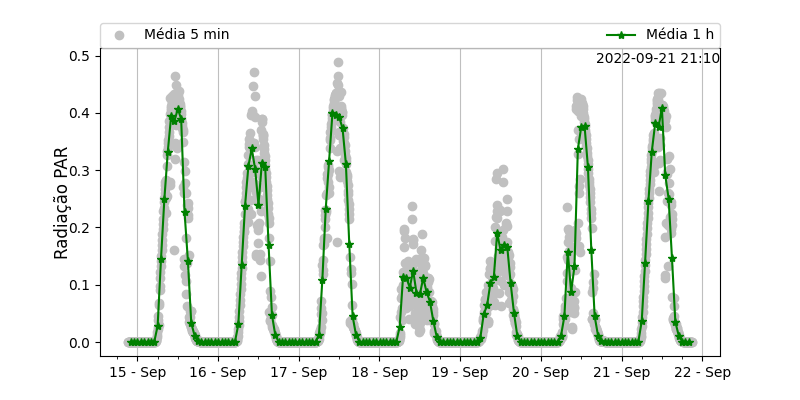 Média 5 min
Média 1 h
2022-09-21 21:10
Radiação PAR
0.5
0.4
0.3
0.2
0.1
0.0
15 - Sep
16 - Sep
17 - Sep
18 - Sep
19 - Sep
20 - Sep
21 - Sep
22 - Sep